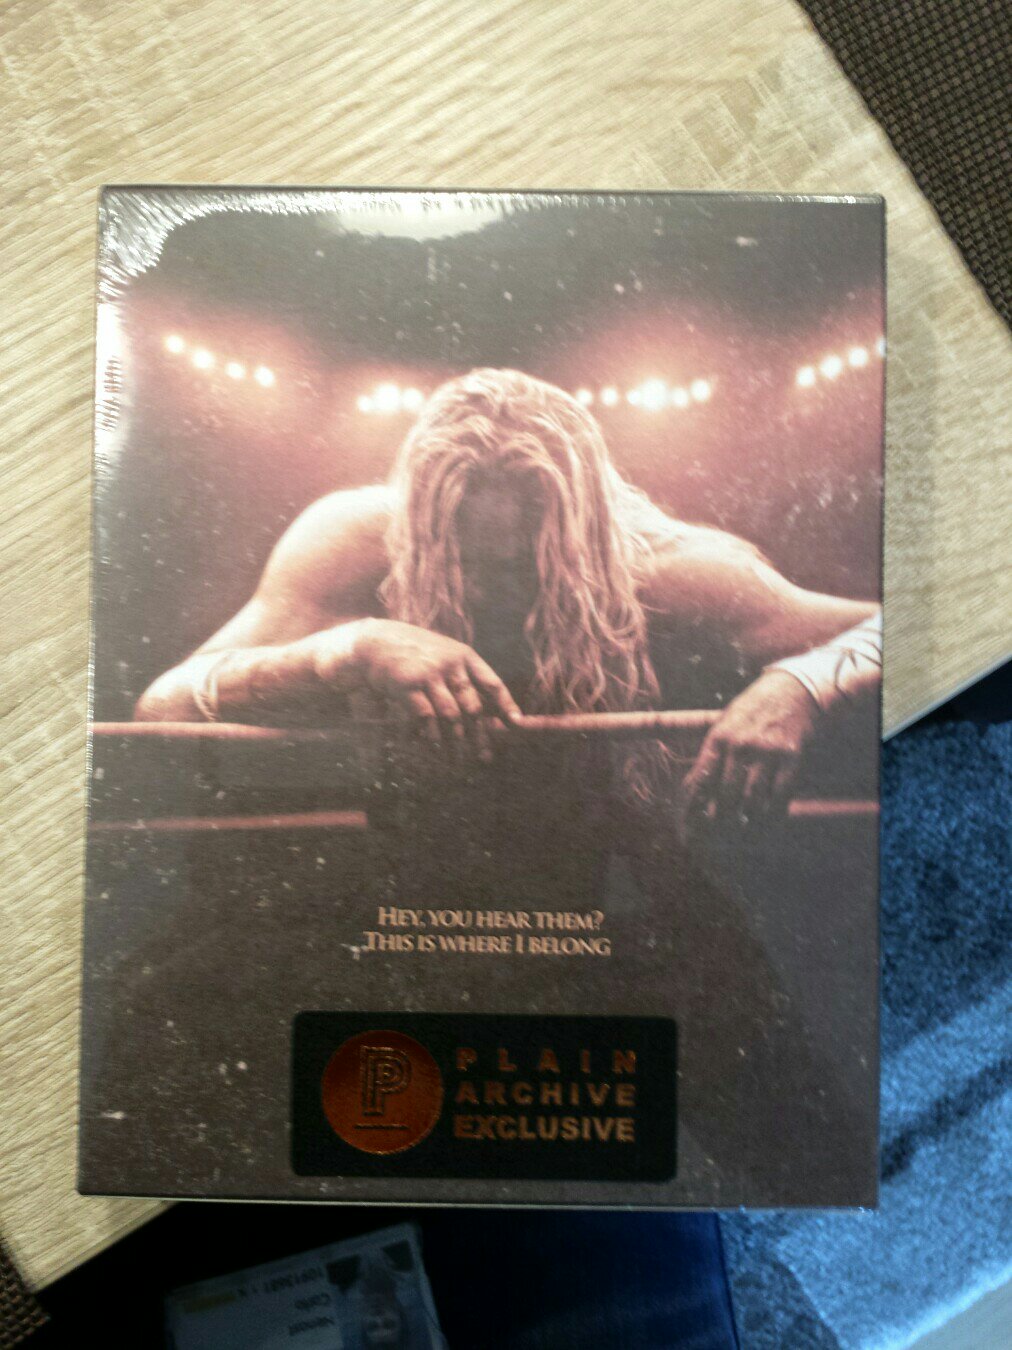 HEY, YOU HEAR THEM?
THIS IS WHERE I BELONG
P
PLAIN
ARCHIVE
EXCLUSIVE